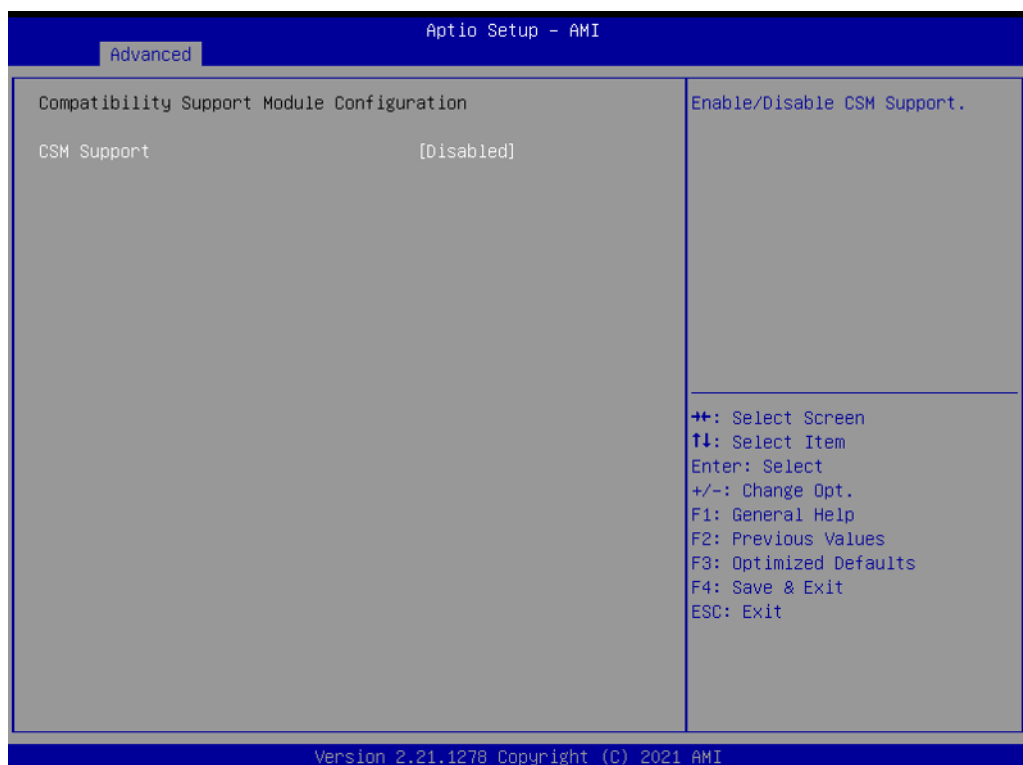 Aptio Setup – AMI
Advanced
Compatibility Support Module Configuration
CSM Support [Disabled]
Enable/Disable CSM Support.
→←: Select Screen
↑↓: Select Item
Enter: Select
+/-: Change Opt.
F1: General Help
F2: Previous Values
F3: Optimized Defaults
F4: Save & Exit
ESC: Exit
Version 2.21.1278 Copyright (C) 2021 AMI